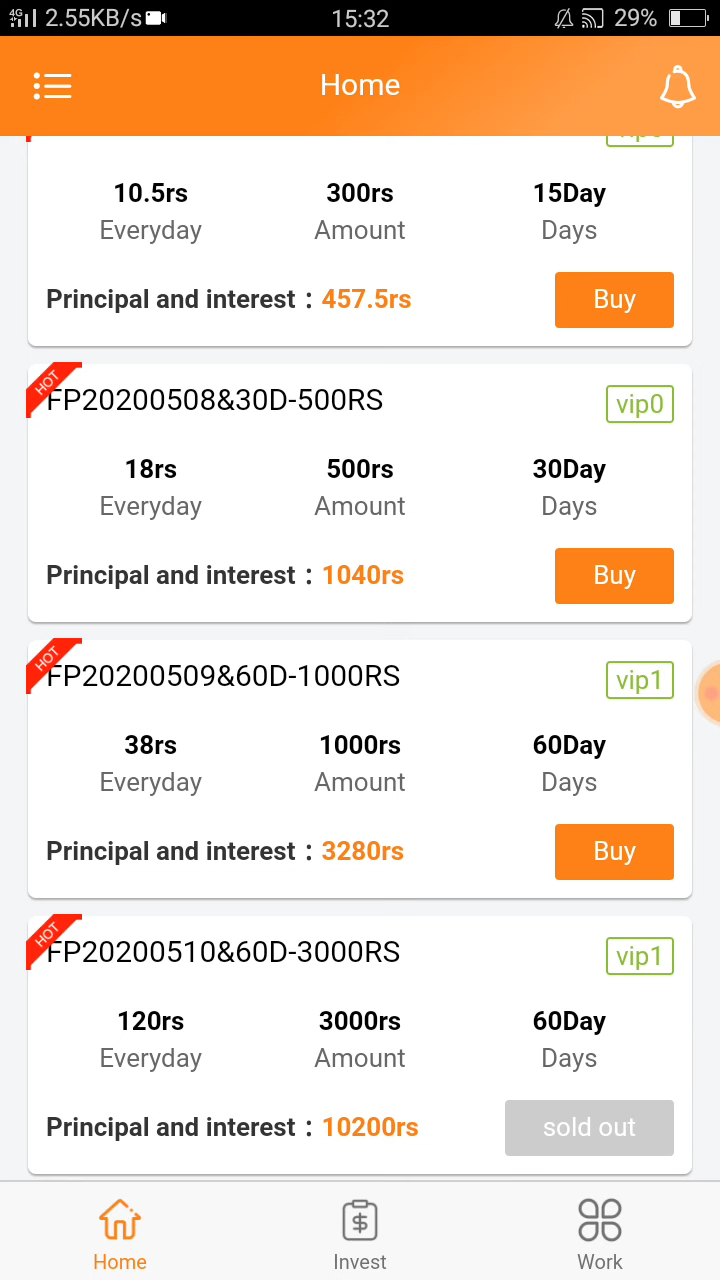 4G 2.55KB/s 15:32 29%
Home
10.5rs 300rs 15Day
Everyday Amount Days
Principal and interest：457.5rs Buy
HOT
FP20200508&30D-500RS vip0
18rs 500rs 30Day
Everyday Amount Days
Principal and interest：1040rs Buy
HOT
FP20200509&60D-1000RS vip1
38rs 1000rs 60Day
Everyday Amount Days
Principal and interest：3280rs Buy
HOT
FP20200510&60D-3000RS vip1
120rs 3000rs 60Day
Everyday Amount Days
Principal and interest：10200rs sold out
Home Invest Work